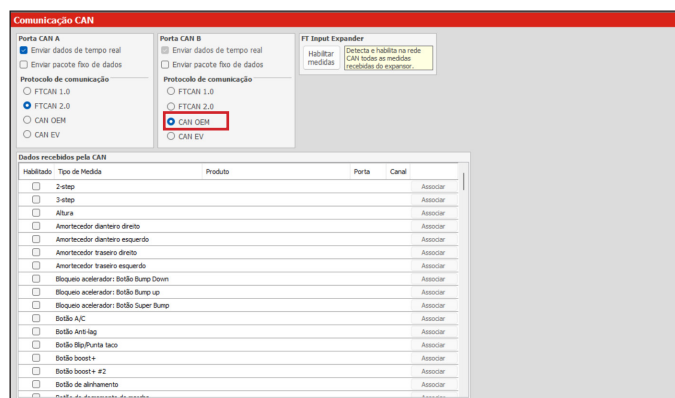 Comunicação CAN
Porta CAN A
Enviar dados de tempo real
Enviar pacote fixo de dados
Protocolo de comunicação
FTCAN 1.0
FTCAN 2.0
CAN OEM
CAN EV
Porta CAN B
Enviar dados de tempo real
Enviar pacote fixo de dados
Protocolo de comunicação
FTCAN 1.0
FTCAN 2.0
CAN OEM
CAN EV
FT Input Expander
Habilitar
medidas
Detecta e habilita na rede
CAN todas as medidas
recebidas do expansor.
Dados recebidos pela CAN
Habilitado Tipo de Medida Produto Porta Canal
2-step Associar
3-step Associar
Altura Associar
Amortecedor dianteiro direito Associar
Amortecedor dianteiro esquerdo Associar
Amortecedor traseiro direito Associar
Amortecedor traseiro esquerdo Associar
Bloqueio acelerador: Botão Bump Down Associar
Bloqueio acelerador: Botão Bump up Associar
Bloqueio acelerador: Botão Super Bump Associar
Botão A/C Associar
Botão Anti-lag Associar
Botão Blip/Punta taco Associar
Botão boost+ Associar
Botão boost+ #2 Associar
Botão de alinhamento Associar